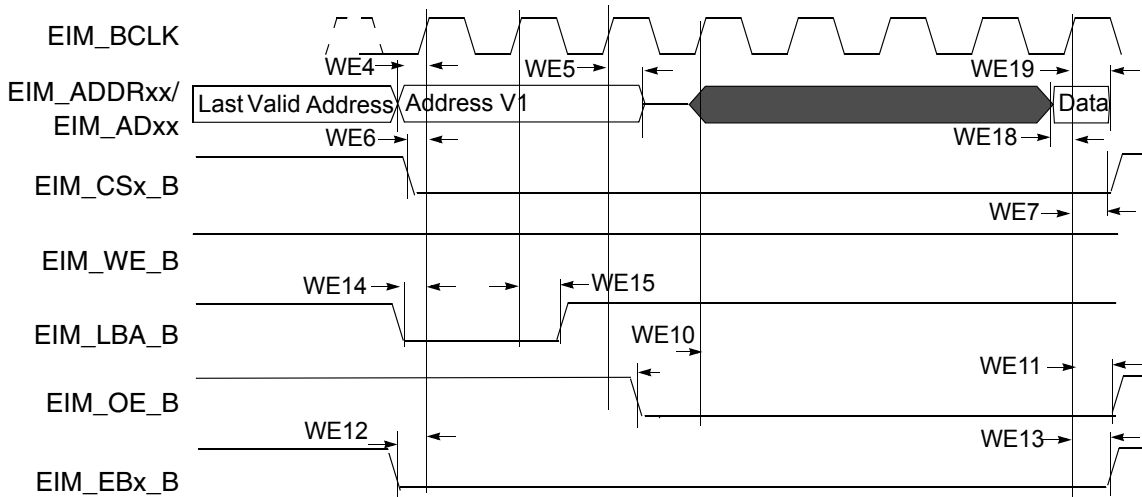 EIM_BCLK
WE4
WE5
WE19
EIM_ADDRxx/
EIM_ADxx
Last Valid Address
Address V1
Data
WE6
WE18
EIM_CSx_B
WE7
EIM_WE_B
WE14
WE15
EIM_LBA_B
WE10
WE11
EIM_OE_B
WE12
WE13
EIM_EBx_B